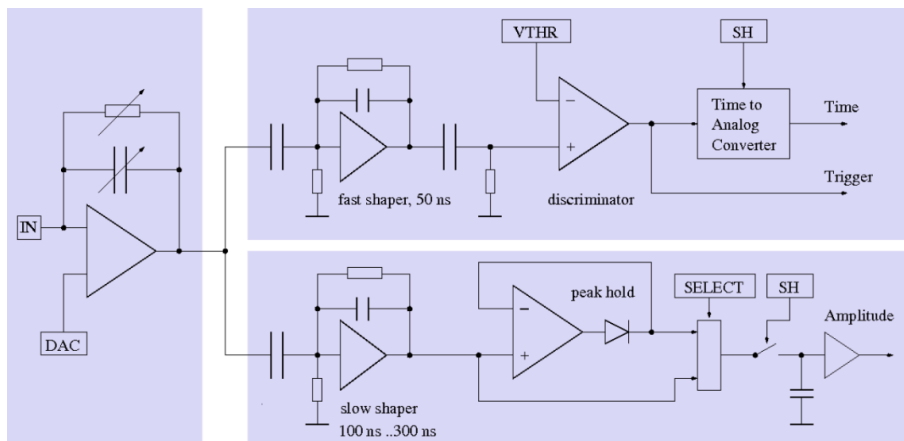 VTHR
SH
Time to
Analog
Converter
Time
Trigger
−
+
fast shaper, 50 ns
discriminator
IN
DAC
peak hold
SELECT
SH
Amplitude
−
+
slow shaper
100 ns ..300 ns